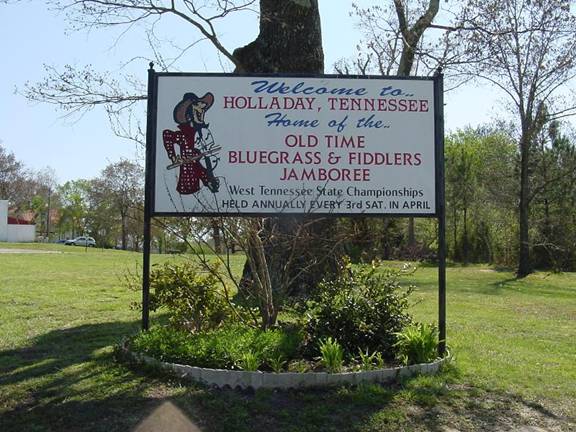 Welcome to..
HOLLADAY, TENNESSEE
Home of the..
OLD TIME
BLUEGRASS & FIDDLERS
JAMBOREE
West Tennessee State Championships
HELD ANNUALLY EVERY 3rd SAT. IN APRIL